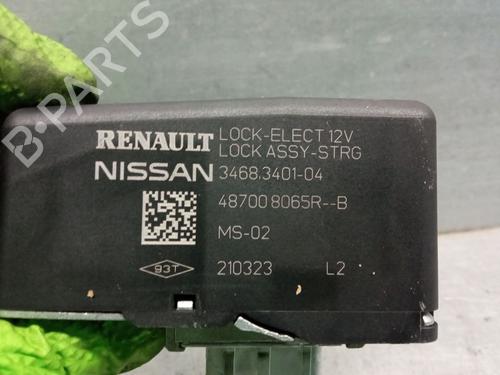 RENAULT LOCK-ELECT 12V
LOCK ASSY-STRG
NISSAN 3468.3401-04
48700 8065R--B
MS-02
93T 210323 L2
B-PARTS